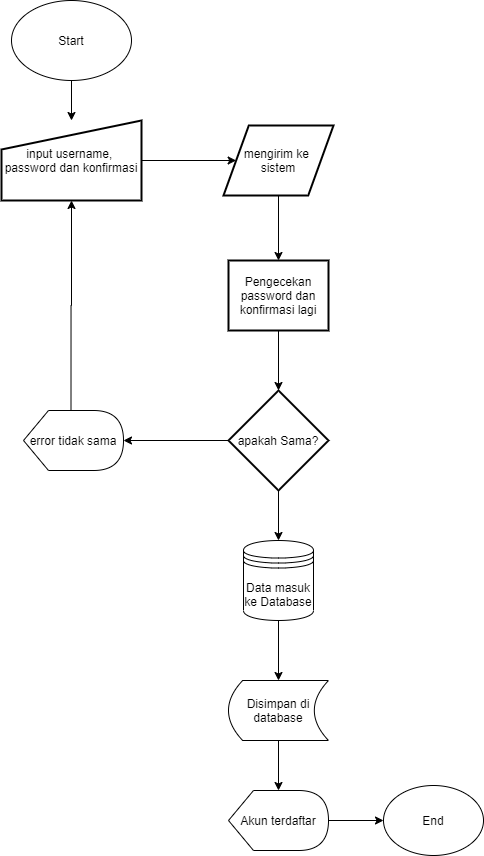 Start
input username,
password dan konfirmasi
mengirim ke
sistem
Pengecekan
password dan
konfirmasi lagi
apakah Sama?
error tidak sama
Data masuk
ke Database
Disimpan di
database
Akun terdaftar
End